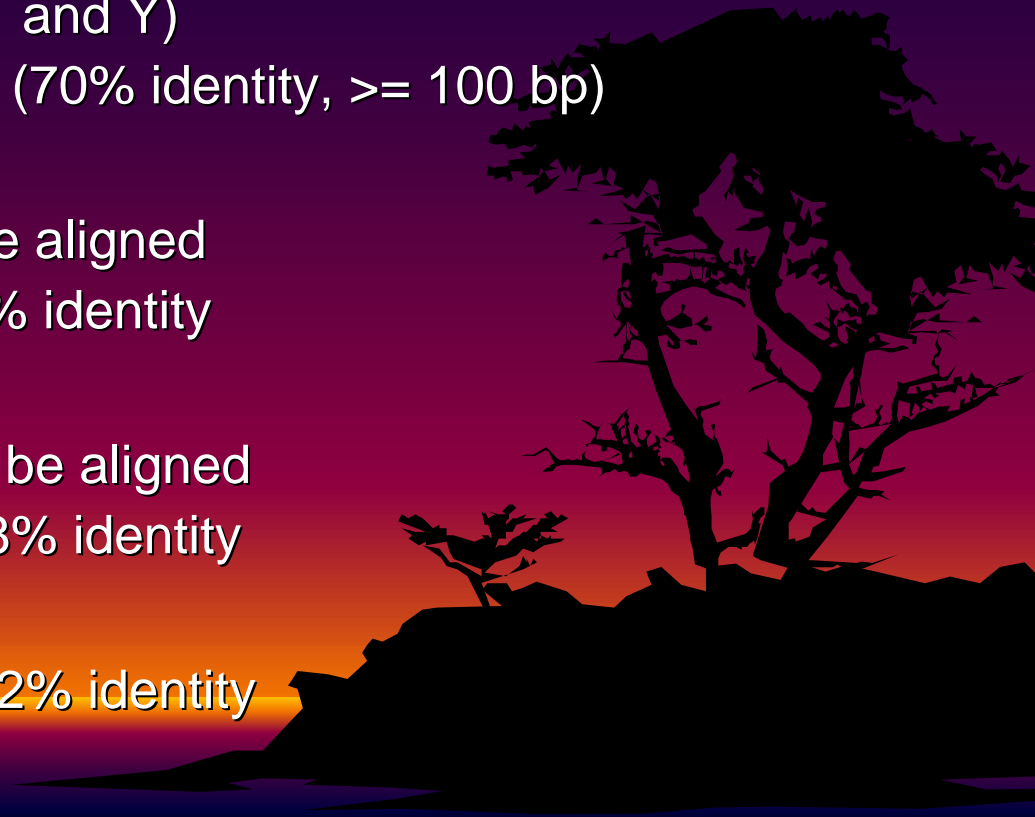 and Y)
(70% identity, >= 100 bp)
e aligned
% identity
be aligned
3% identity
2% identity